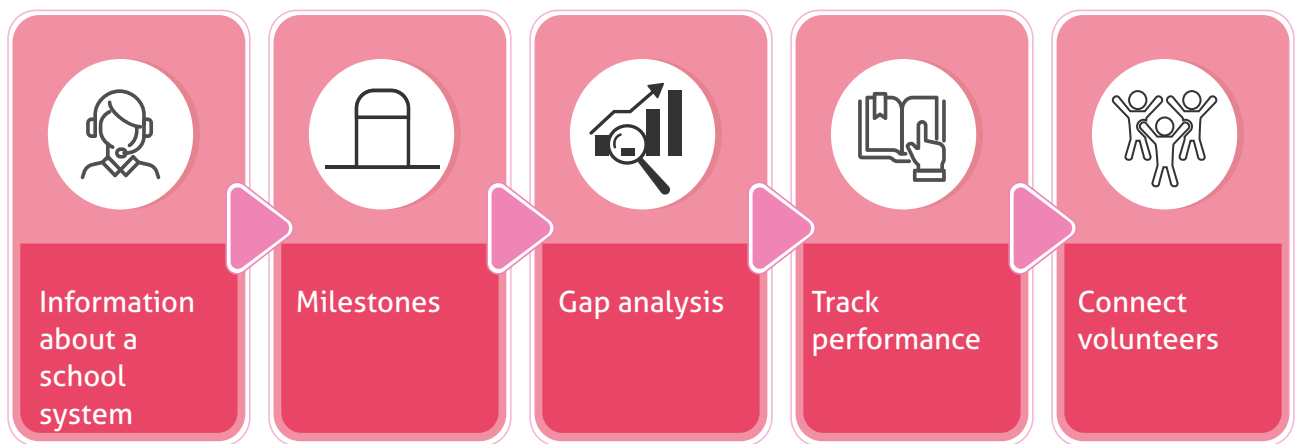 Information
about a
school
system
Milestones
Gap analysis
Track
performance
Connect
volunteers